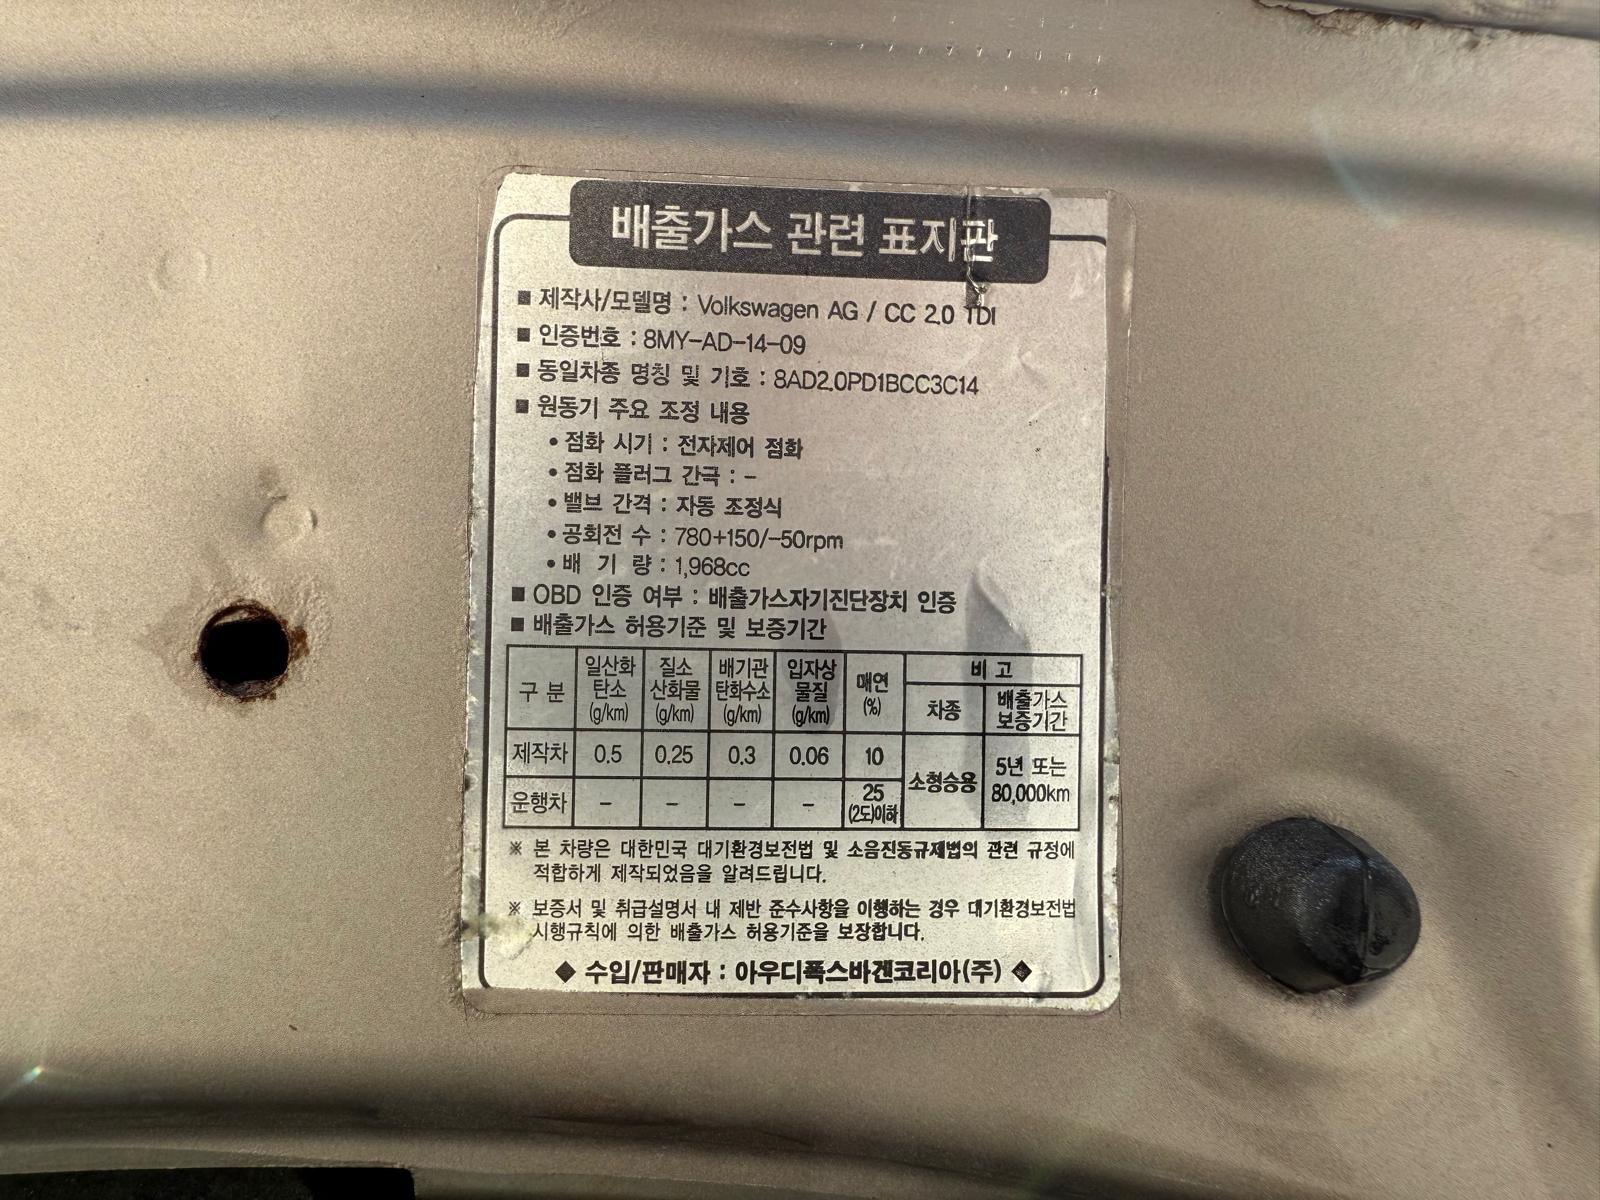 배출가스 관련 표지판
■ 제작사/모델명 : Volkswagen AG / CC 2.0 TDI
■ 인증번호 : 8MY-AD-14-09
■ 동일차종 명칭 및 기호 : 8AD2.0PD1BCC3C14
■ 원동기 주요 조정 내용
• 점화 시기 : 전자제어 점화
• 점화 플러그 간극 : -
• 밸브 간격 : 자동 조정식
• 공회전 수 : 780+150/-50rpm
• 배 기 량 : 1,968cc
■ OBD 인증 여부 : 배출가스자기진단장치 인증
■ 배출가스 허용기준 및 보증기간
구 분 일산화탄소 (g/km) 질소산화물 (g/km) 배기관탄화수소 (g/km) 입자상물질 (g/km) 매연 (%) 비 고
차종 배출가스 보증기간
제작차 0.5 0.25 0.3 0.06 10 소형승용 5년 또는 80,000km
운행차 - - - - 25 (2도)이하
※ 본 차량은 대한민국 대기환경보전법 및 소음진동규제법의 관련 규정에
적합하게 제작되었음을 알려드립니다.
※ 보증서 및 취급설명서 내 제반 준수사항을 이행하는 경우 대기환경보전법
시행규칙에 의한 배출가스 허용기준을 보장합니다.
◆ 수입/판매자 : 아우디폭스바겐코리아(주) ◆